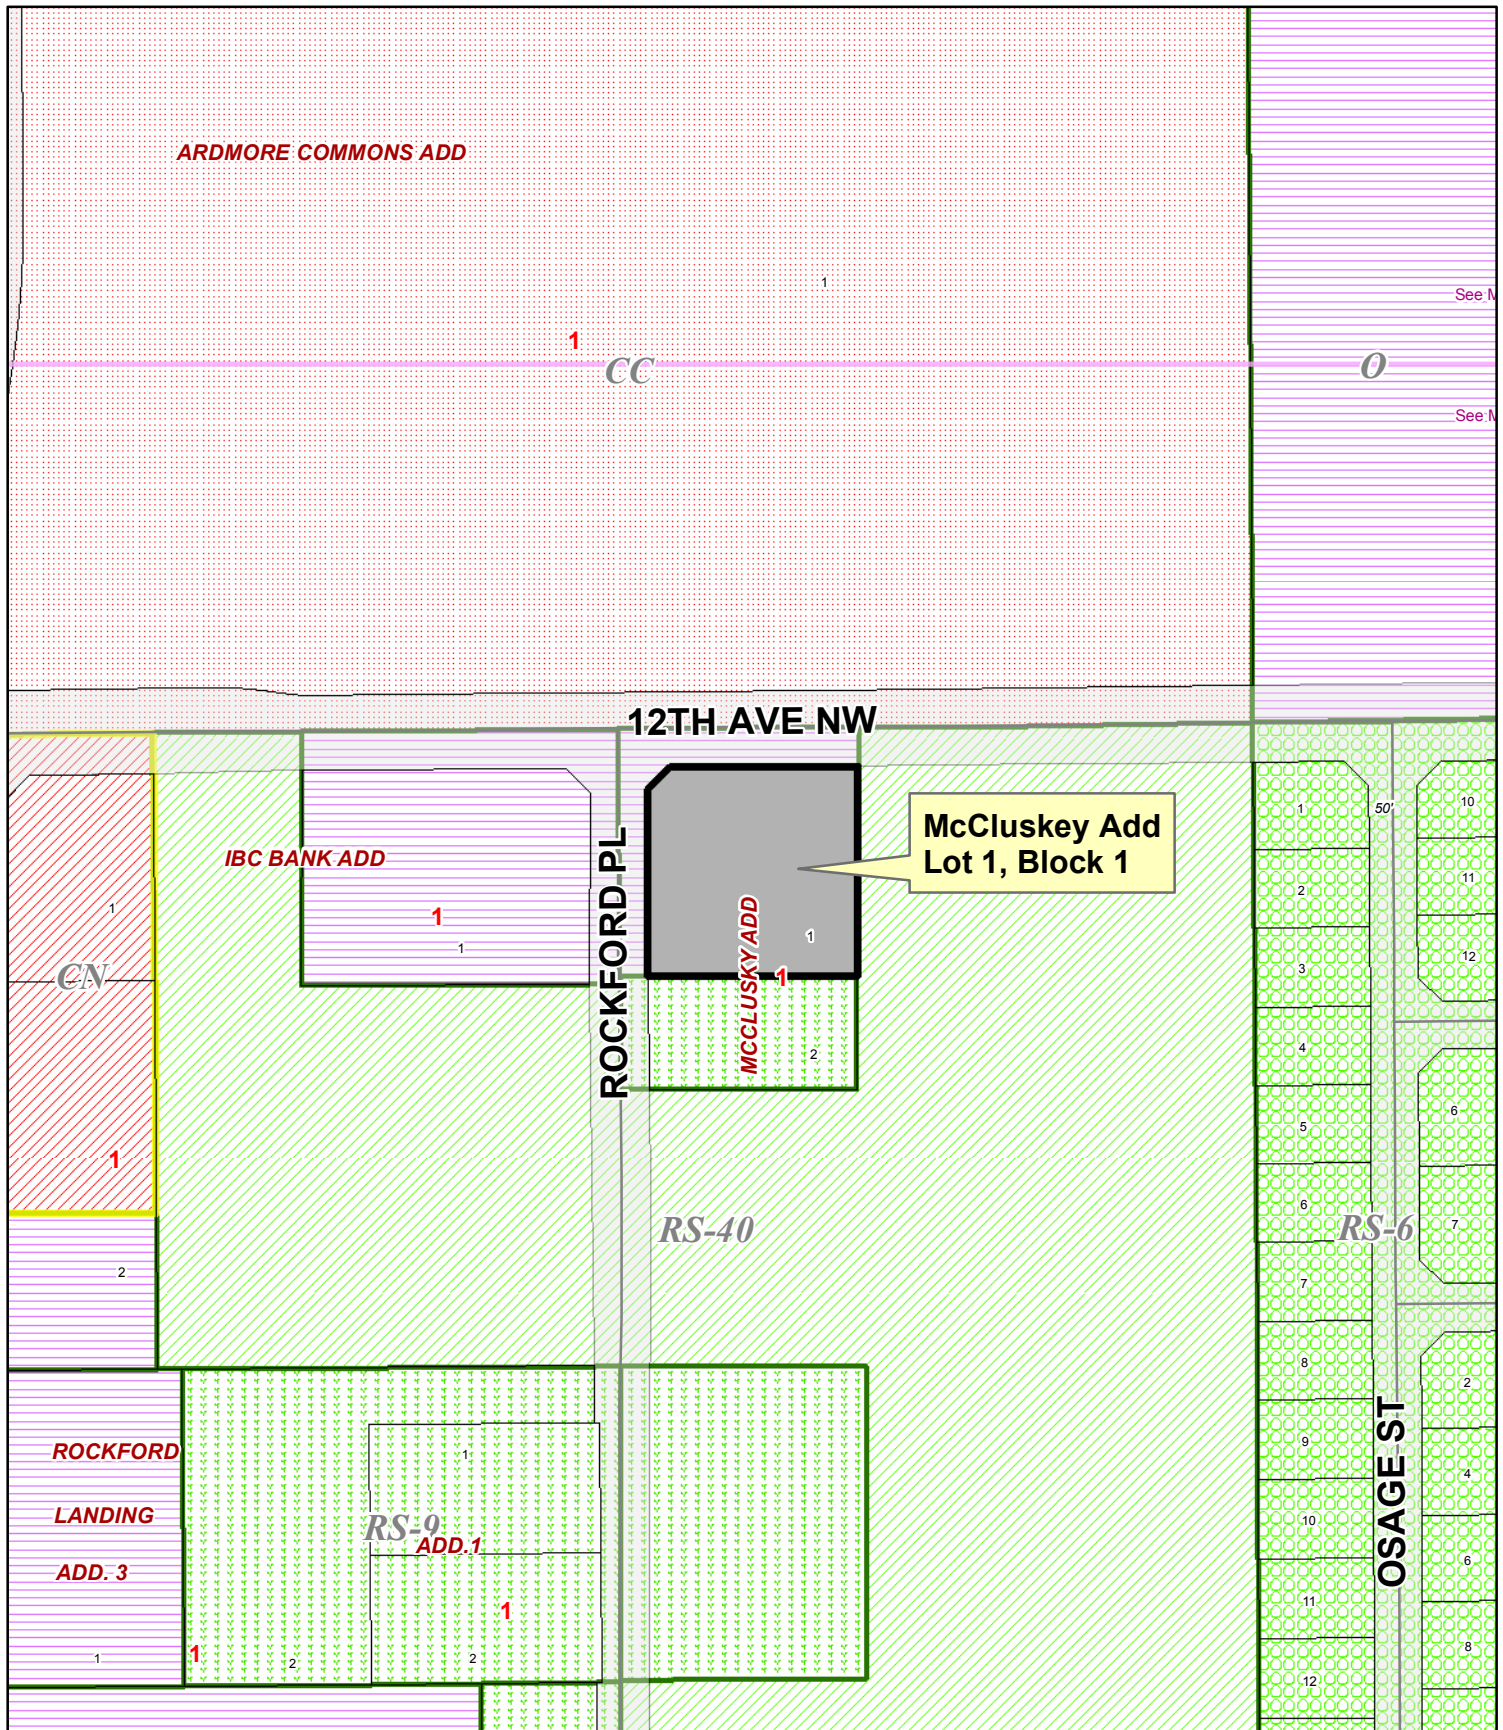 ARDMORE COMMONS ADD
1
See M
1
CC
O
See M
12TH AVE NW
1
50'
10
McCluskey Add
Lot 1, Block 1
IBC BANK ADD
11
2
1
1
1
1
12
3
CN
1
ROCKFORD PL
MCCLUSKY ADD
2
4
6
5
1
6
7
RS-40
RS-6
2
7
8
2
ROCKFORD
1
9
4
OSAGE ST
LANDING
10
RS-9
ADD.1
6
ADD. 3
1
11
8
1
1
2
2
12